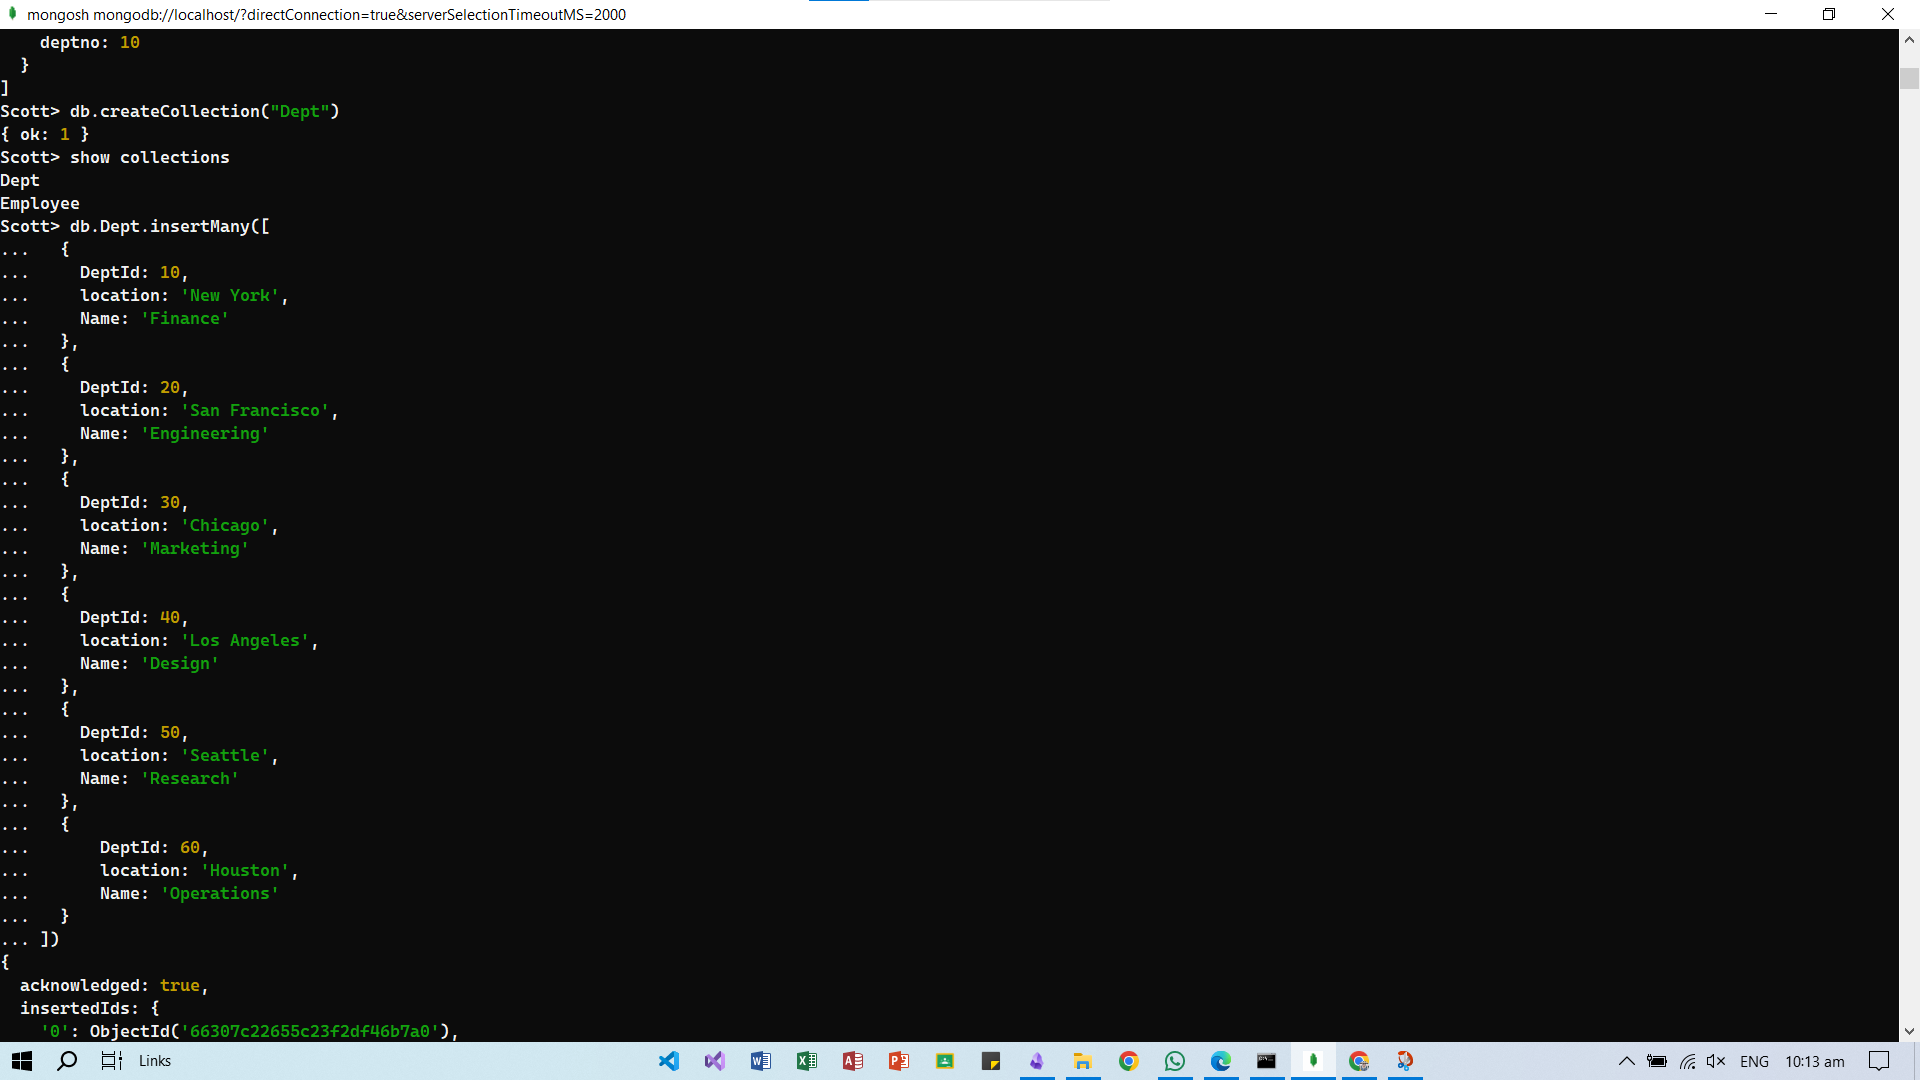 mongosh mongodb://localhost/?directConnection=true&serverSelectionTimeoutMS=2000
    deptno: 10
  }
]
Scott> db.createCollection("Dept")
{ ok: 1 }
Scott> show collections
Dept
Employee
Scott> db.Dept.insertMany([
...   {
...     DeptId: 10,
...     location: 'New York',
...     Name: 'Finance'
...   },
...   {
...     DeptId: 20,
...     location: 'San Francisco',
...     Name: 'Engineering'
...   },
...   {
...     DeptId: 30,
...     location: 'Chicago',
...     Name: 'Marketing'
...   },
...   {
...     DeptId: 40,
...     location: 'Los Angeles',
...     Name: 'Design'
...   },
...   {
...     DeptId: 50,
...     location: 'Seattle',
...     Name: 'Research'
...   },
...   {
...       DeptId: 60,
...       location: 'Houston',
...       Name: 'Operations'
...   }
... ])
{
  acknowledged: true,
  insertedIds: {
    '0': ObjectId('66307c22655c23f2df46b7a0'),
Links ENG 10:13 am